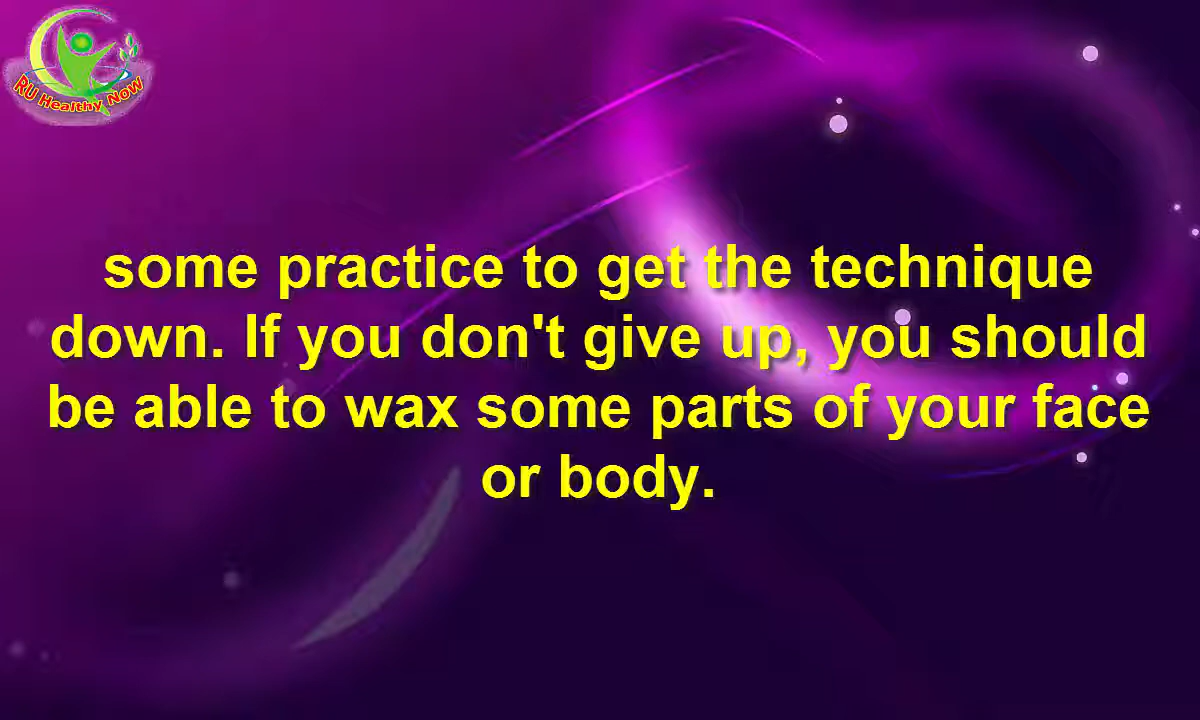 RU Healthy Now
some practice to get the technique
down. If you don't give up, you should
be able to wax some parts of your face
or body.